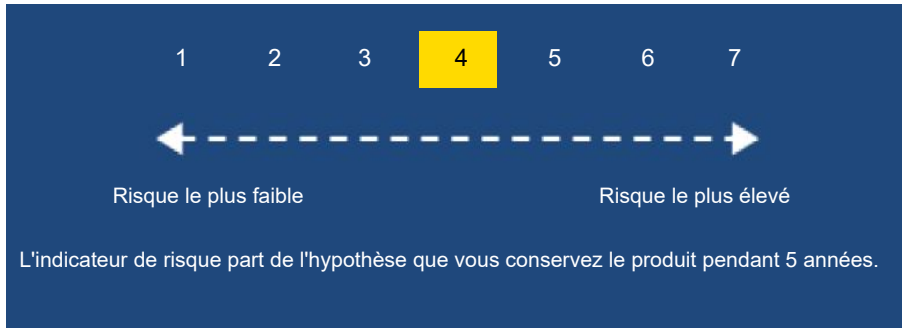 1 2 3 4 5 6 7
Risque le plus faible Risque le plus élevé
L'indicateur de risque part de l'hypothèse que vous conservez le produit pendant 5 années.